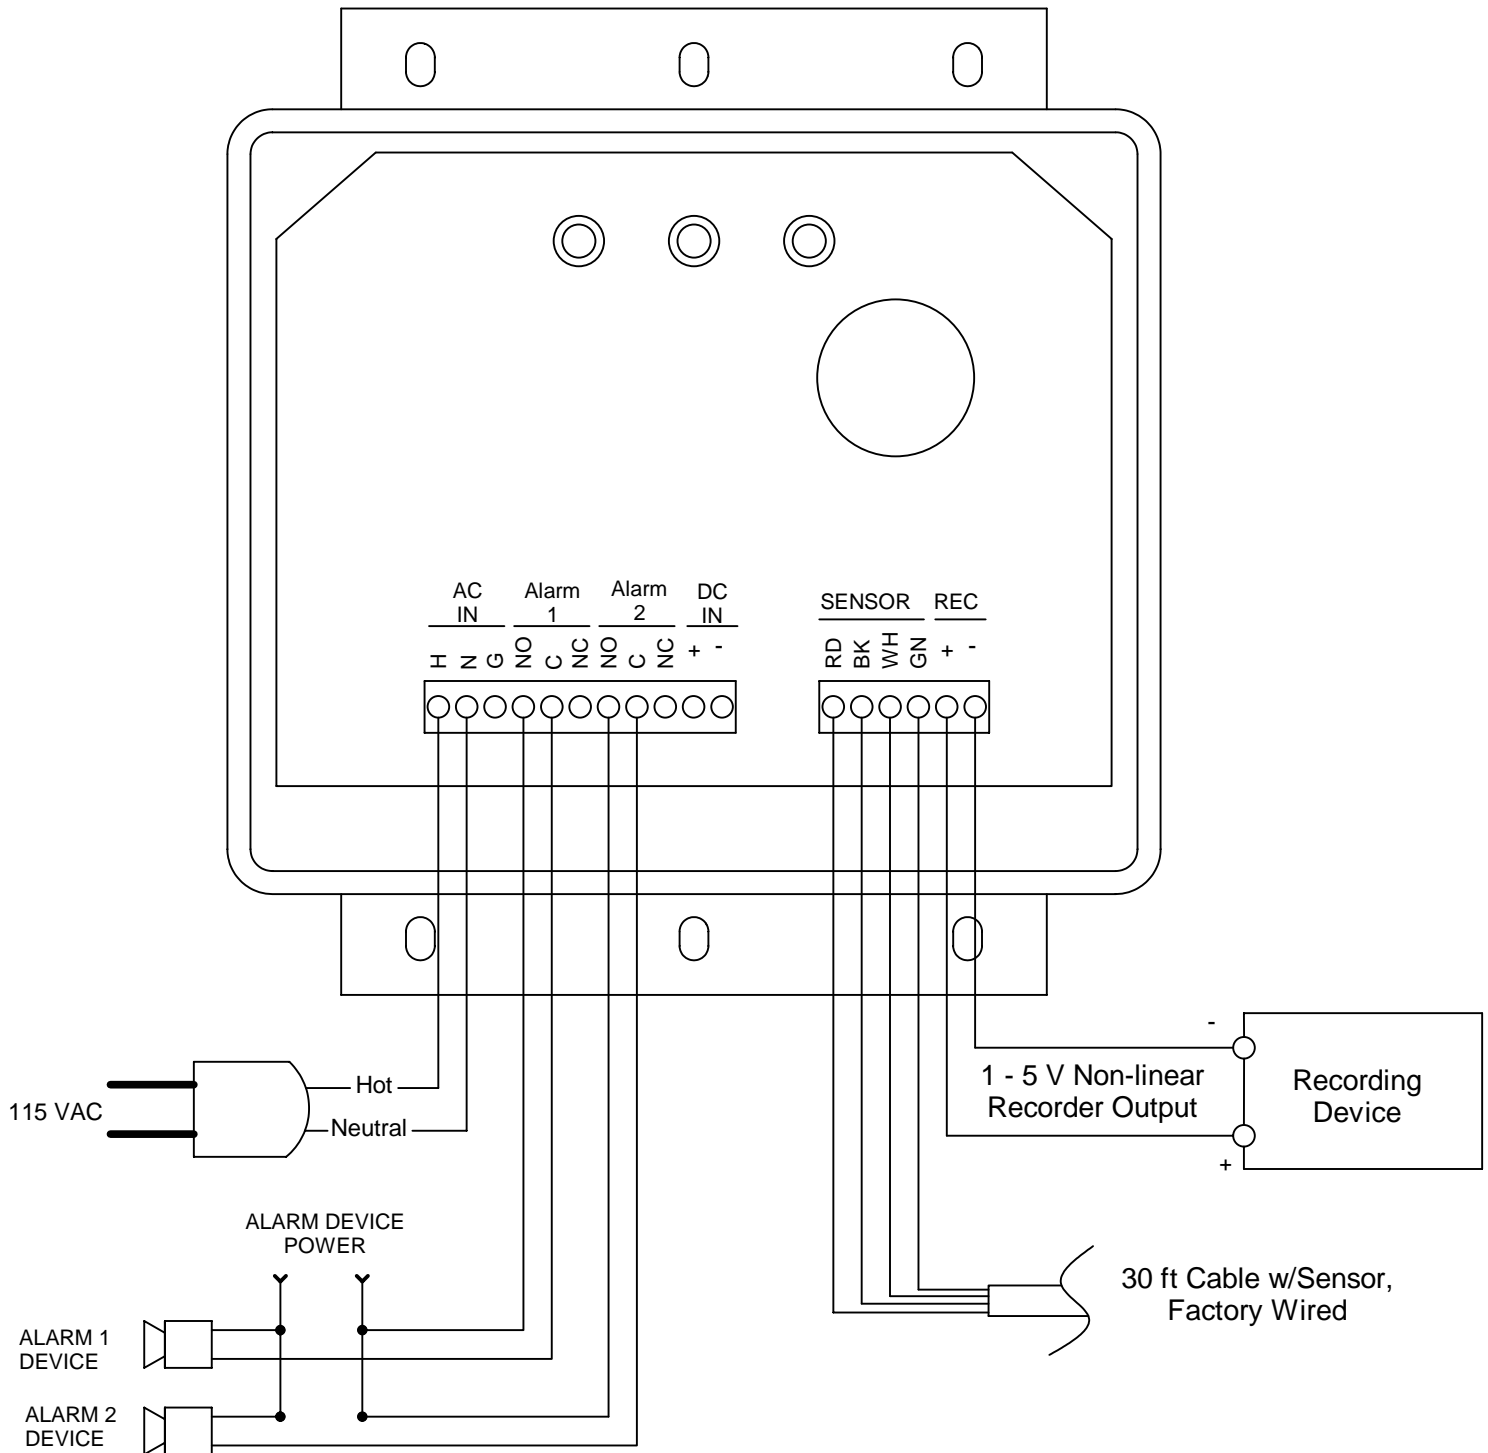 AC
IN
Alarm
1
Alarm
2
DC
IN
SENSOR
REC
H
N
G
NO
C
NC
NO
C
NC
+
-
RD
BK
WH
GN
+
-
-
1 - 5 V Non-linear
Recorder Output
Recording
Device
+
Hot
115 VAC
Neutral
ALARM DEVICE
POWER
30 ft Cable w/Sensor,
Factory Wired
ALARM 1
DEVICE
ALARM 2
DEVICE